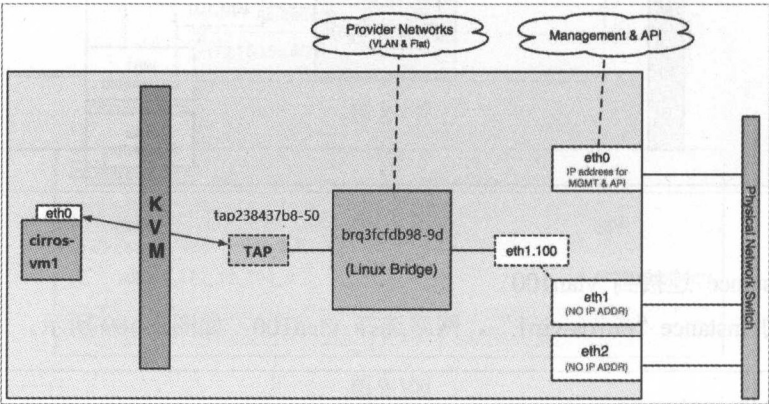 Provider Networks
(VLAN & Flat)
Management & API
eth0
IP address for
MGMT & API
KVM
tap238437b8-50
eth0
cirros-
vm1
TAP
brq3fcfdb98-9d
(Linux Bridge)
eth1.100
eth1
(NO IP ADDR)
eth2
(NO IP ADDR)
Physical Network Switch